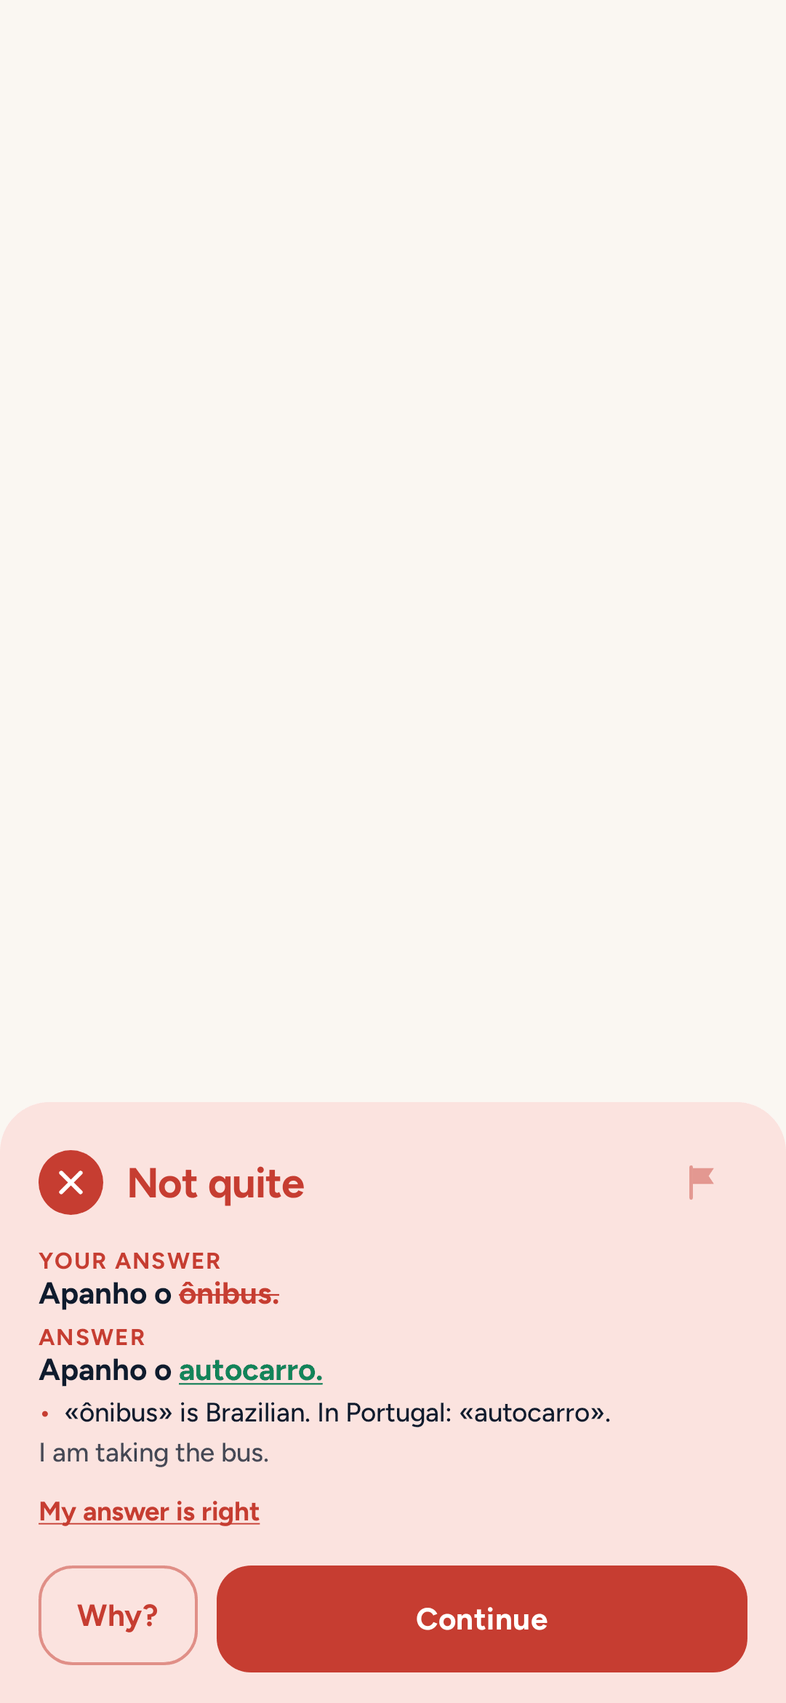 Not quite
YOUR ANSWER
Apanho o ônibus.
ANSWER
Apanho o autocarro.
• «ônibus» is Brazilian. In Portugal: «autocarro».
I am taking the bus.
My answer is right
Why?
Continue